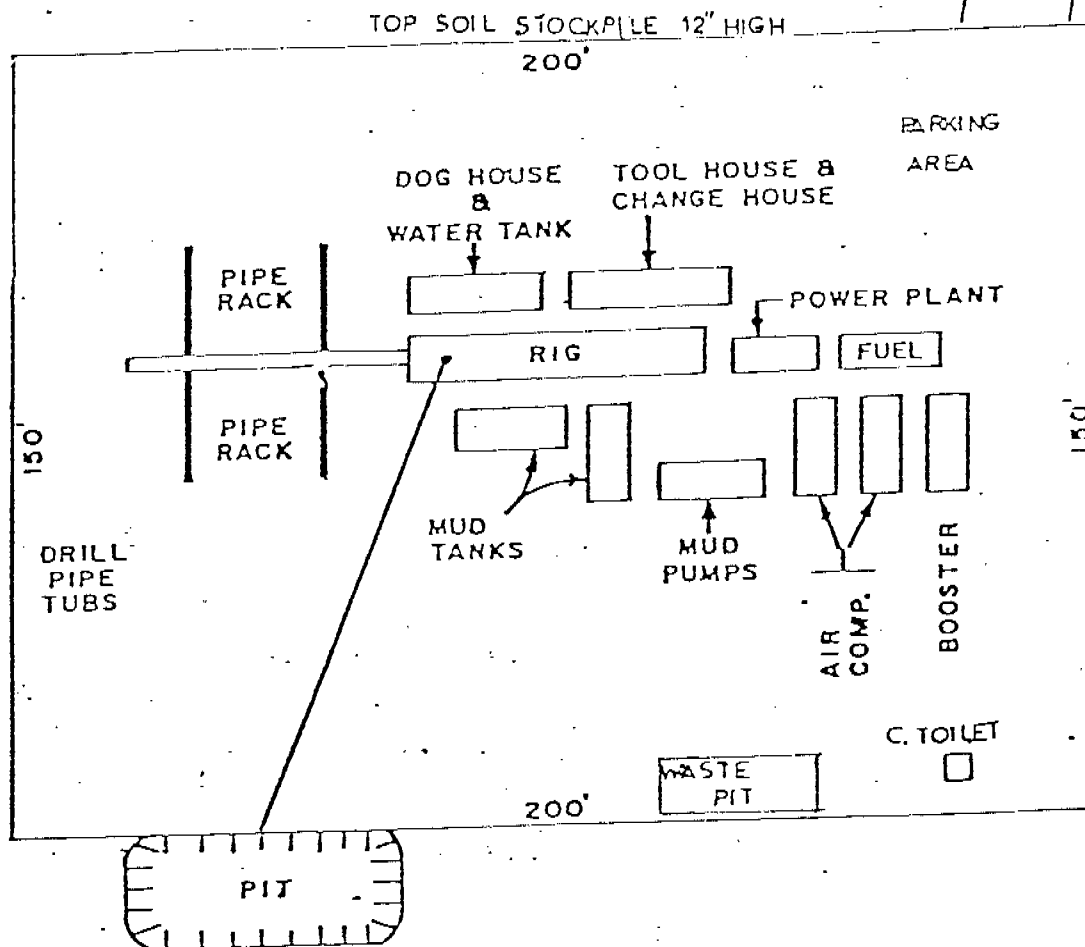 TOP SOIL STOCKPILE 12" HIGH
200'
PARKING
AREA
DOG HOUSE
&
WATER TANK
TOOL HOUSE &
CHANGE HOUSE
PIPE
RACK
POWER PLANT
RIG
FUEL
150'
PIPE
RACK
150'
MUD
TANKS
MUD
PUMPS
DRILL
PIPE
TUBS
AIR
COMP.
BOOSTER
C. TOILET
WASTE
PIT
200'
PIT